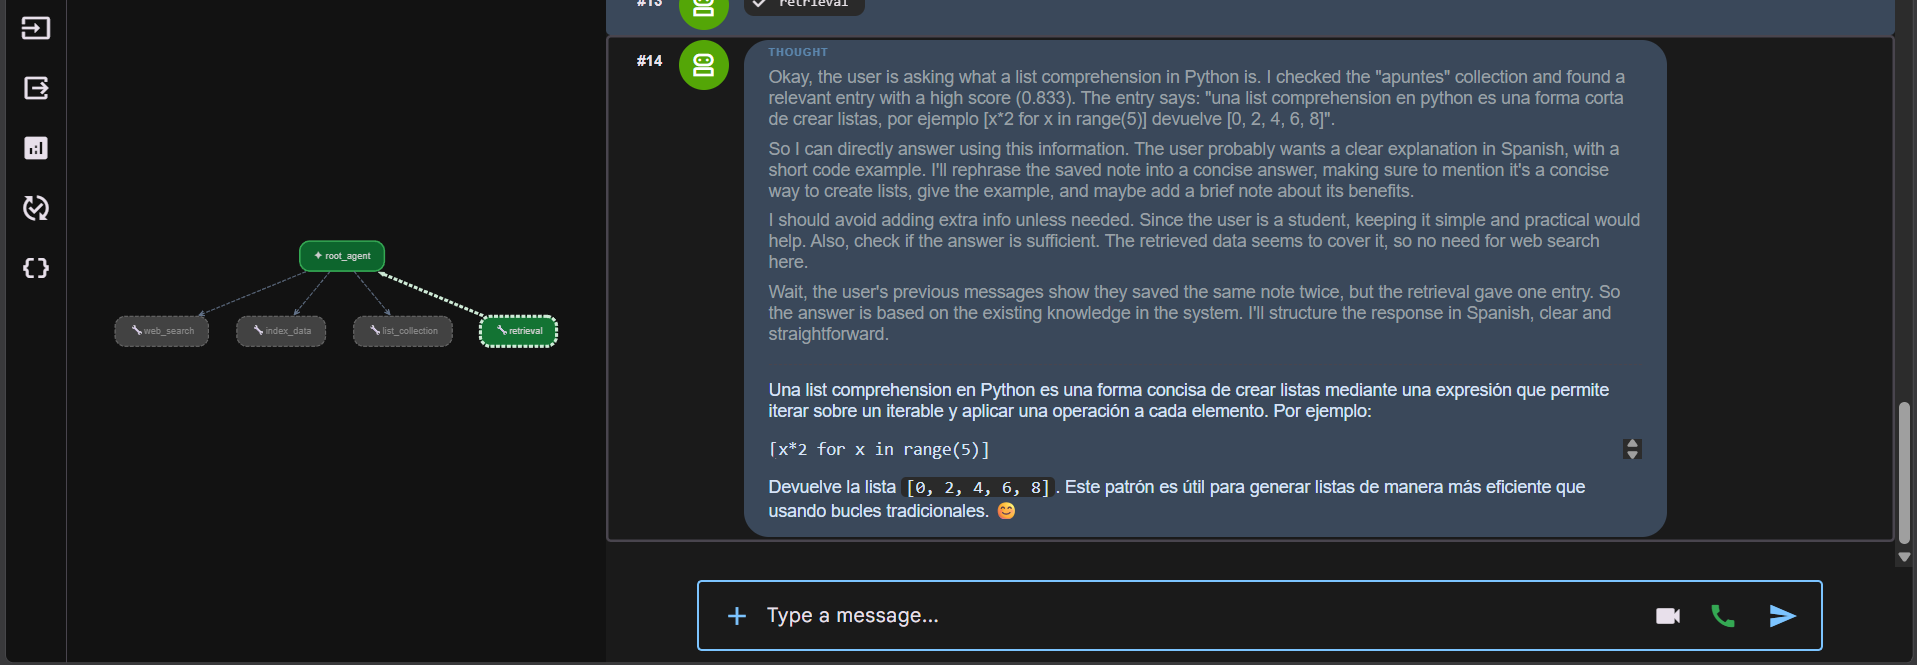 root_agent
web_search
index_data
list_collection
retrieval
#13
retrieval
#14
THOUGHT
Okay, the user is asking what a list comprehension in Python is. I checked the "apuntes" collection and found a
relevant entry with a high score (0.833). The entry says: "una list comprehension en python es una forma corta
de crear listas, por ejemplo [x*2 for x in range(5)] devuelve [0, 2, 4, 6, 8]".
So I can directly answer using this information. The user probably wants a clear explanation in Spanish, with a
short code example. I'll rephrase the saved note into a concise answer, making sure to mention it's a concise
way to create lists, give the example, and maybe add a brief note about its benefits.
I should avoid adding extra info unless needed. Since the user is a student, keeping it simple and practical would
help. Also, check if the answer is sufficient. The retrieved data seems to cover it, so no need for web search
here.
Wait, the user's previous messages show they saved the same note twice, but the retrieval gave one entry. So
the answer is based on the existing knowledge in the system. I'll structure the response in Spanish, clear and
straightforward.
Una list comprehension en Python es una forma concisa de crear listas mediante una expresión que permite
iterar sobre un iterable y aplicar una operación a cada elemento. Por ejemplo:
[x*2 for x in range(5)]
Devuelve la lista [0, 2, 4, 6, 8]. Este patrón es útil para generar listas de manera más eficiente que
usando bucles tradicionales. 😊
Type a message...